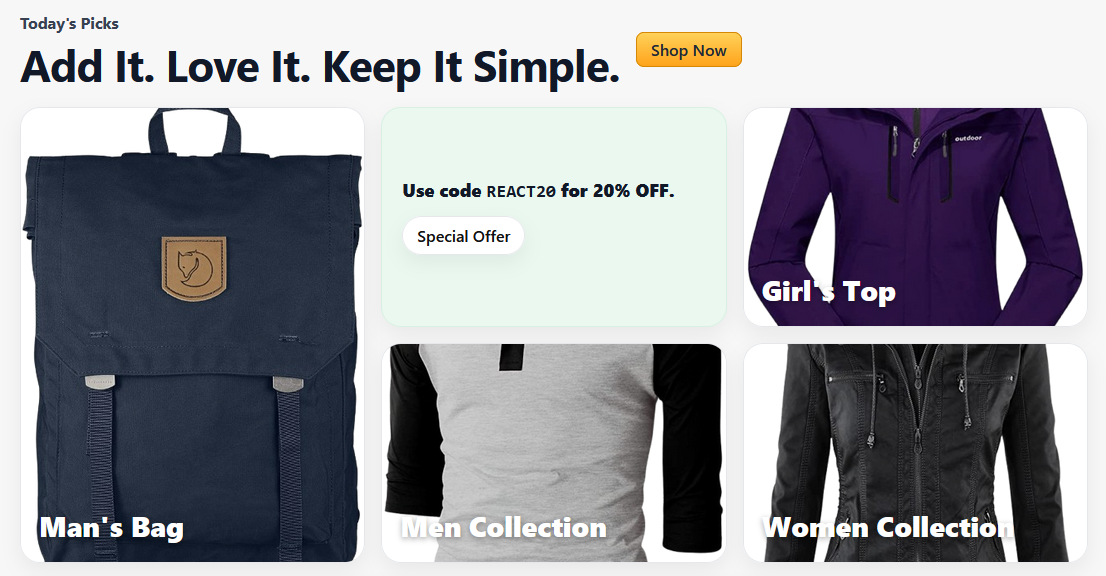 Today's Picks
Add It. Love It. Keep It Simple.
Shop Now
Use code REACT20 for 20% OFF.
Special Offer
outdoor
Girl's Top
Man's Bag
Men Collection
Women Collection